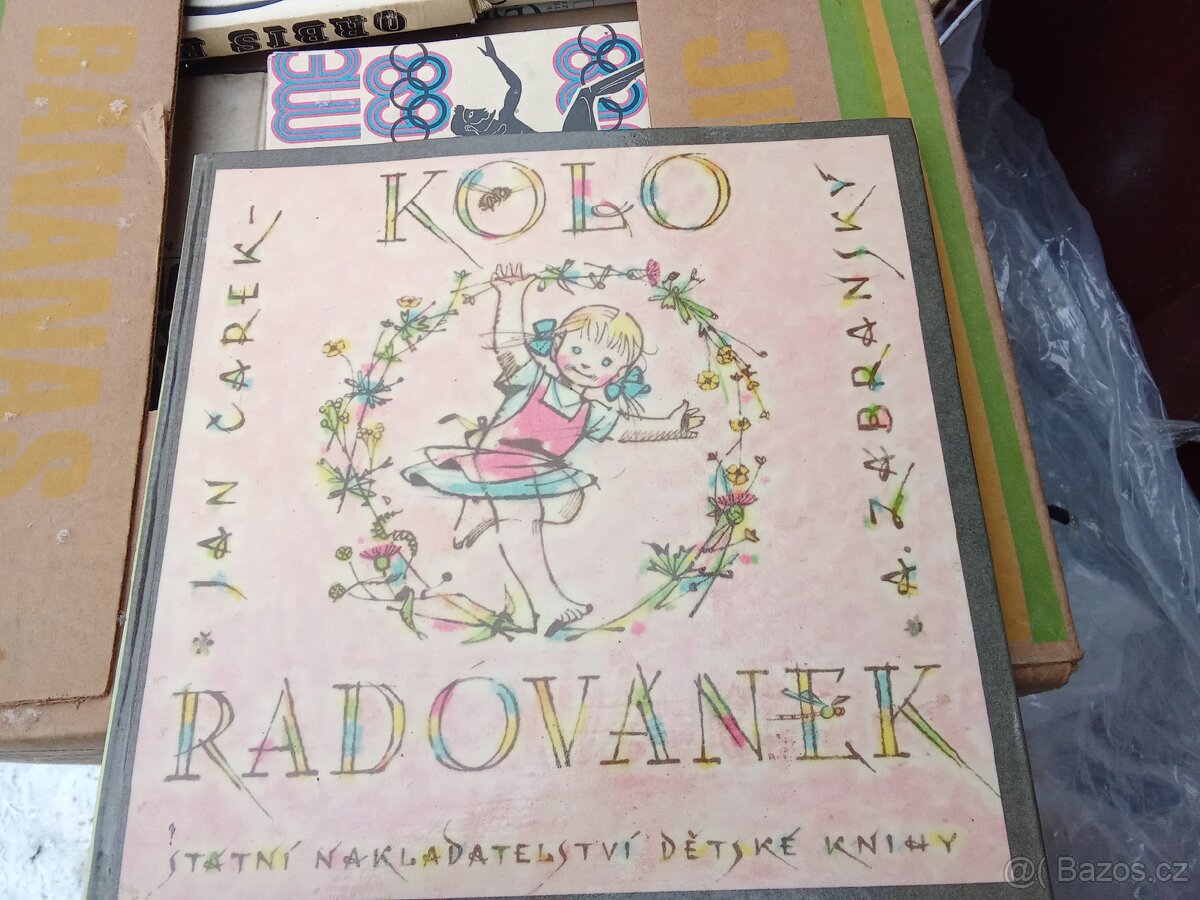 BANANAS
ORBIS
KOLO
JAN ČAREK
A. ZÁBRANSKÝ
RADOVÁNEK
STÁTNÍ NAKLADATELSTVÍ DĚTSKÉ KNIHY
Bazos.cz